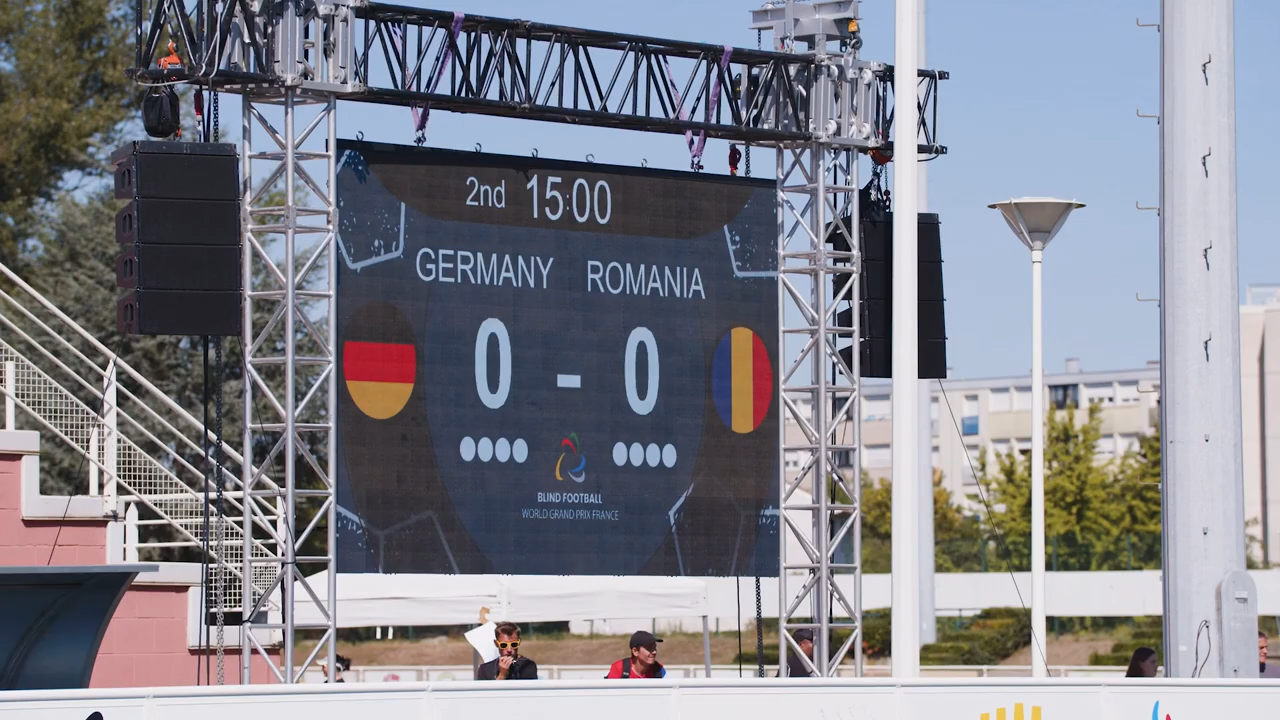 2nd 15:00
GERMANY ROMANIA
0 - 0
BLIND FOOTBALL
WORLD GRAND PRIX FRANCE